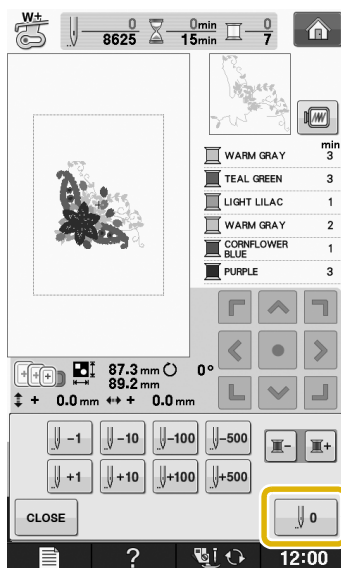 W+
0 0min 0
8625 15min 7
min
WARM GRAY 3
TEAL GREEN 3
LIGHT LILAC 1
WARM GRAY 2
CORNFLOWER
BLUE 1
PURPLE 3
87.3 mm 0°
89.2 mm
+ 0.0 mm + 0.0 mm
-1 -10 -100 -500 - +
+1 +10 +100 +500
CLOSE 0
? 12:00